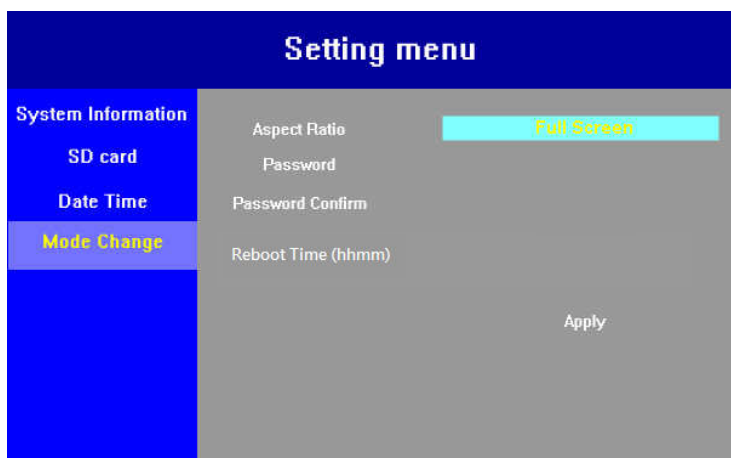 Setting menu
System Information
SD card
Date Time
Mode Change
Aspect Ratio Full Screen
Password
Password Confirm
Reboot Time (hhmm)
Apply